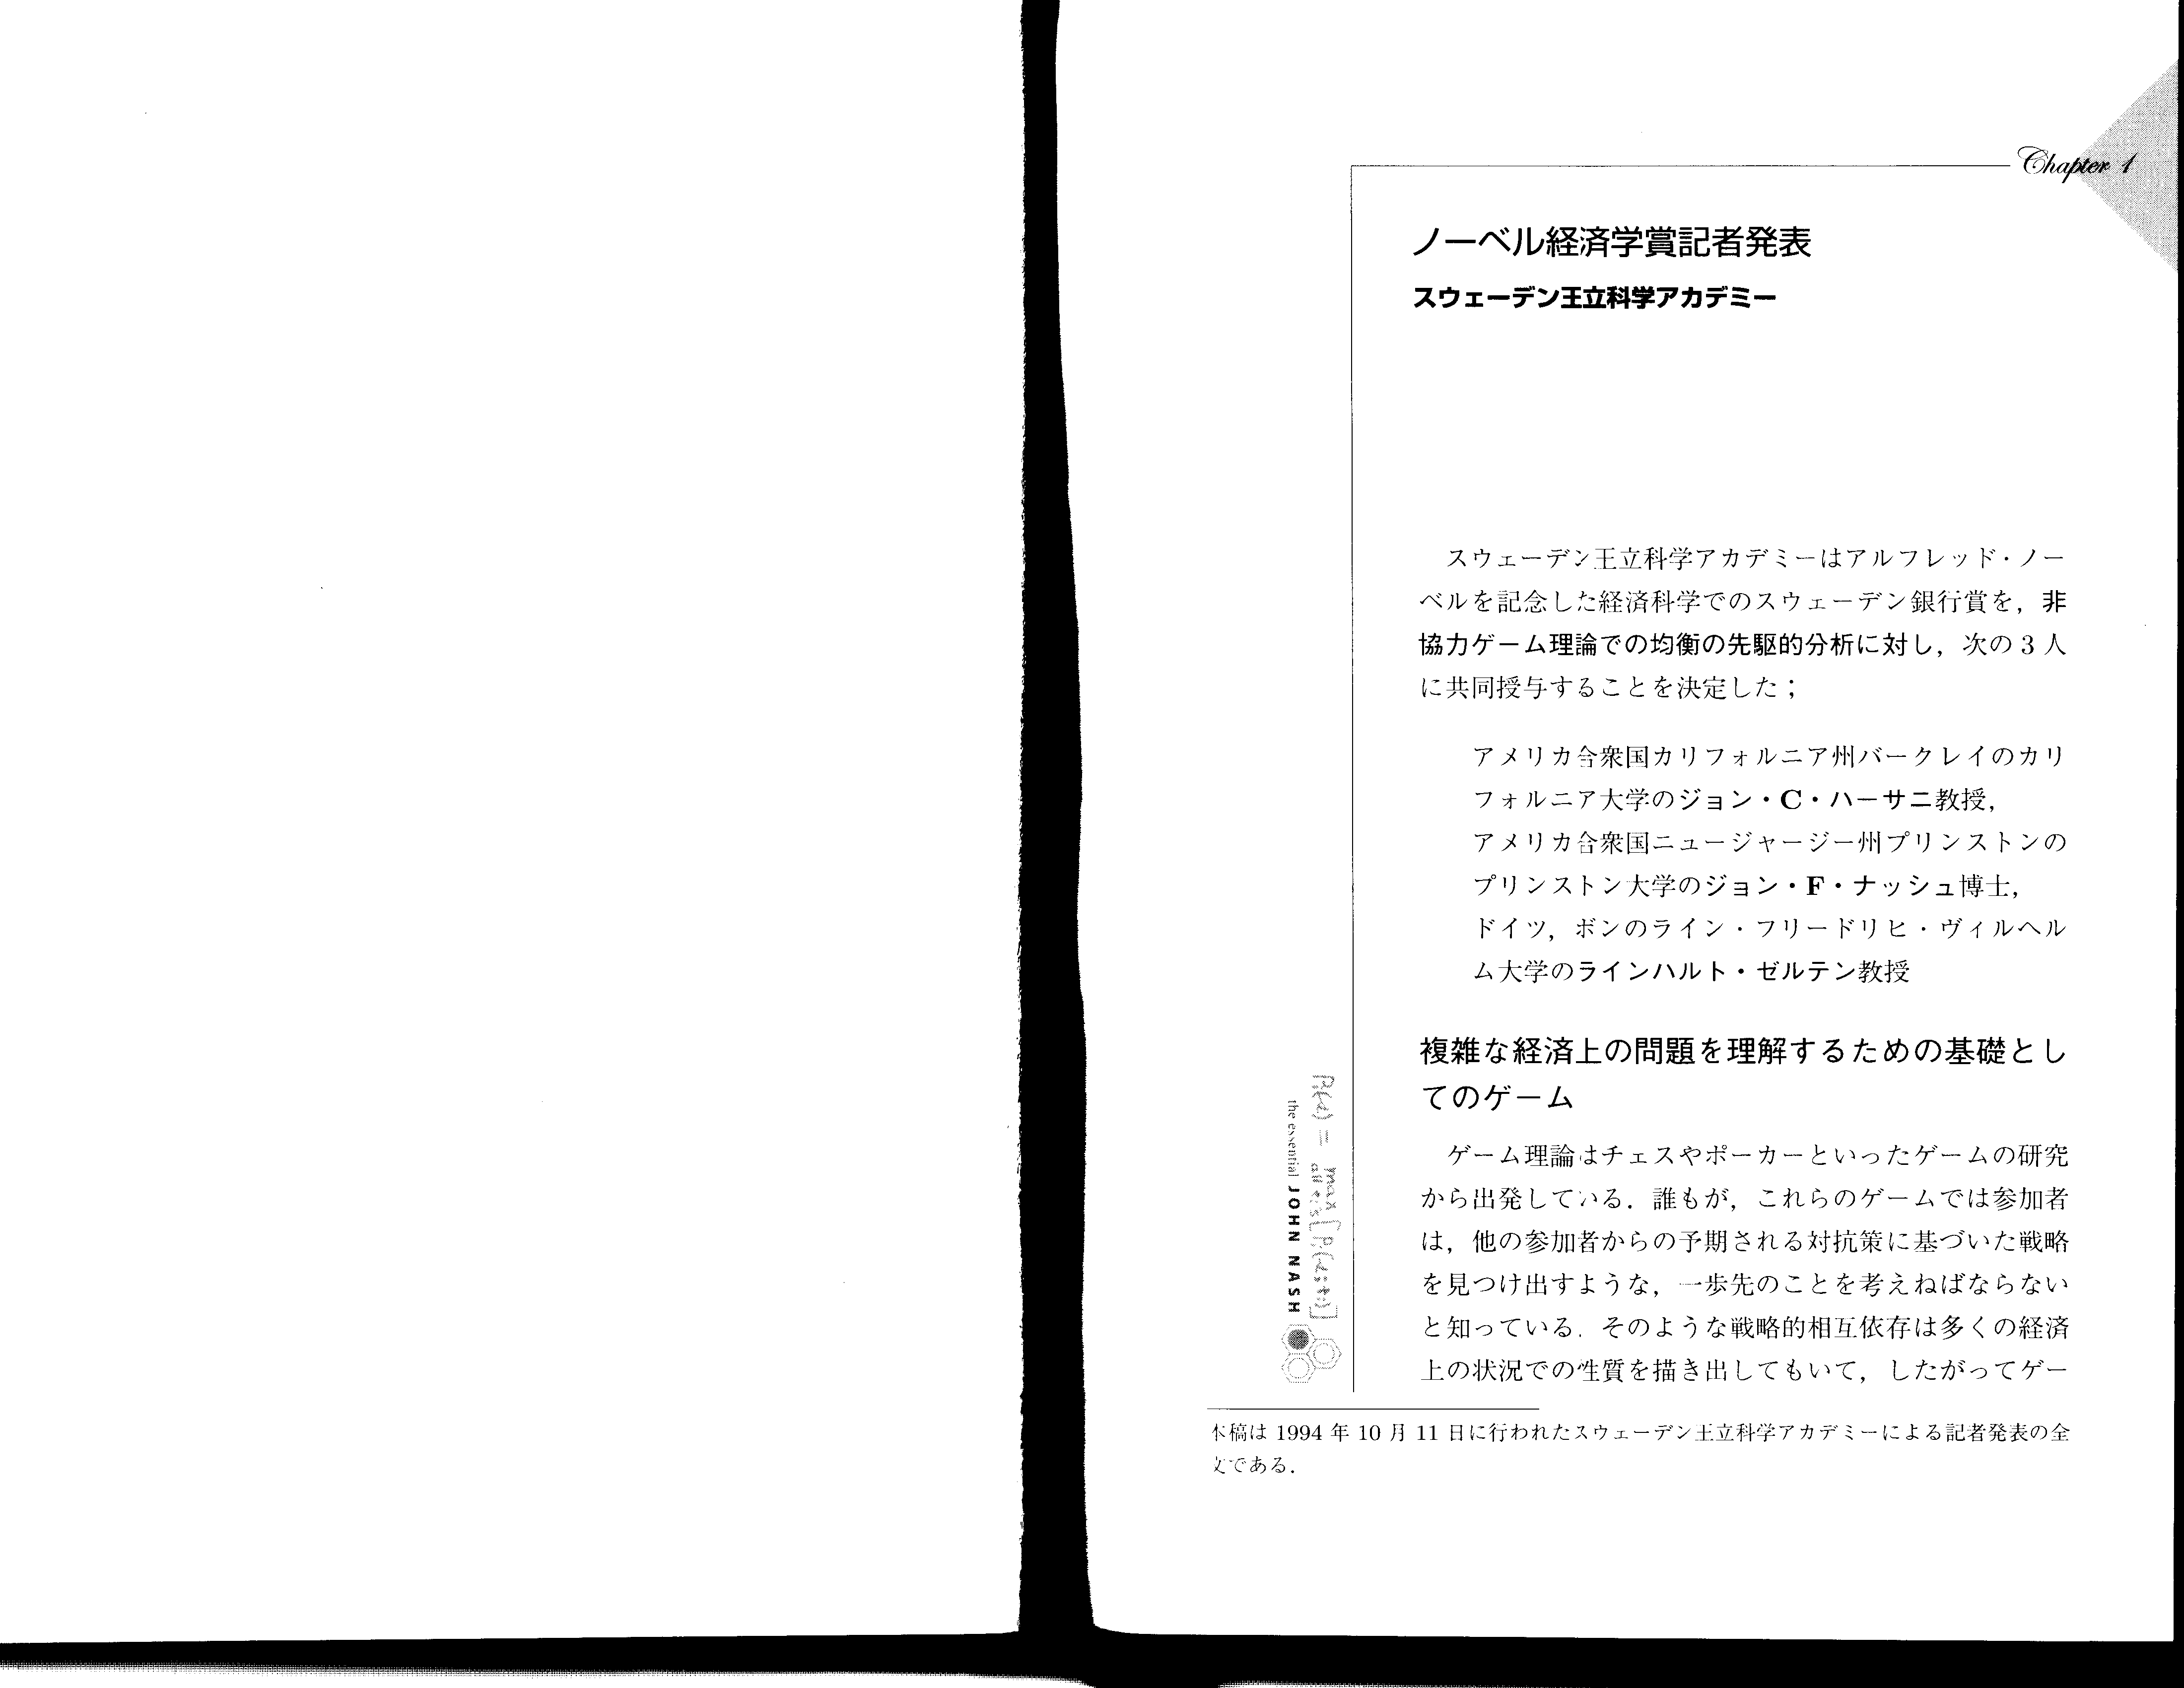 Chapter 1
ノーベル経済学賞記者発表
スウェーデン王立科学アカデミー
スウェーデン王立科学アカデミーはアルフレッド・ノー
ベルを記念した経済科学でのスウェーデン銀行賞を，非
協力ゲーム理論での均衡の先駆的分析に対し，次の 3 人
に共同授与することを決定した；
アメリカ合衆国カリフォルニア州バークレイのカリ
フォルニア大学のジョン・C・ハーサニ教授，
アメリカ合衆国ニュージャージー州プリンストンの
プリンストン大学のジョン・F・ナッシュ博士，
ドイツ，ボンのライン・フリードリヒ・ヴィルヘル
ム大学のラインハルト・ゼルテン教授
複雑な経済上の問題を理解するための基礎とし
てのゲーム
ゲーム理論はチェスやポーカーといったゲームの研究
から出発している．誰もが，これらのゲームでは参加者
は，他の参加者からの予期される対抗策に基づいた戦略
を見つけ出すような，一歩先のことを考えねばならない
と知っている．そのような戦略的相互依存は多くの経済
上の状況での性質を描き出してもいて，したがってゲー
the essential JOHN NASH
本稿は 1994 年 10 月 11 日に行われたスウェーデン王立科学アカデミーによる記者発表の全
文である．